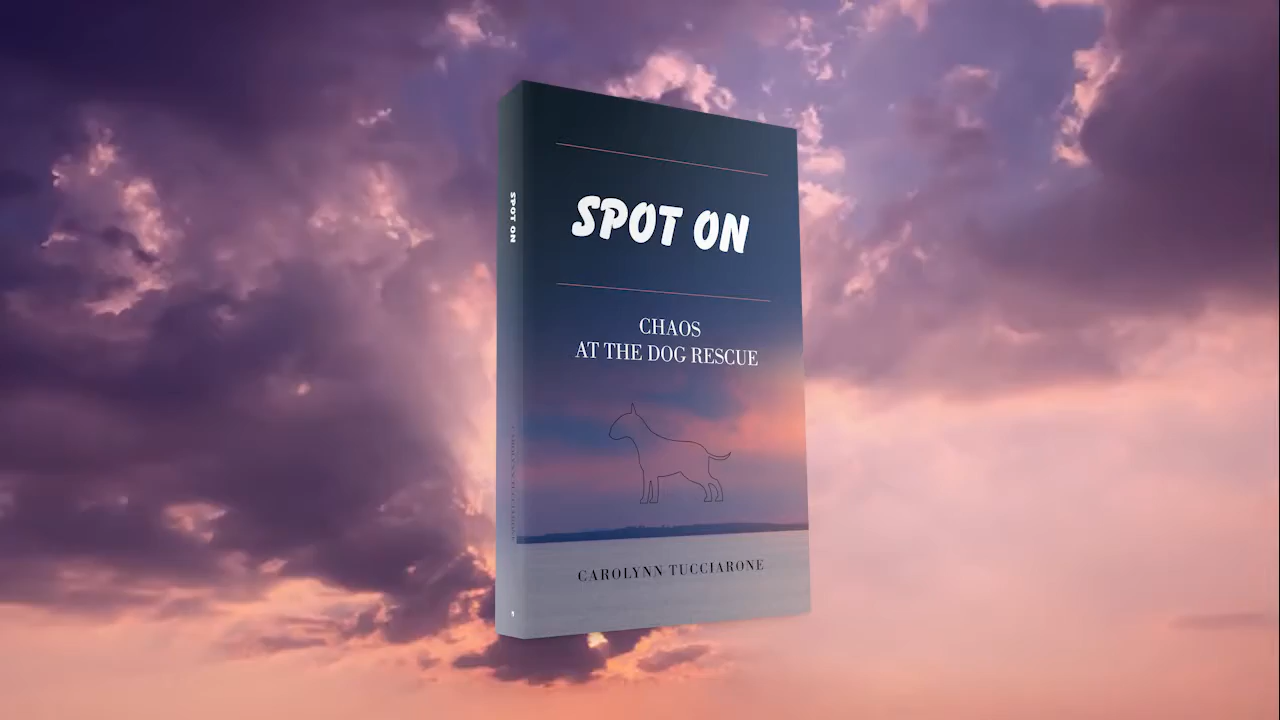 SPOT ON
CHAOS
AT THE DOG RESCUE
CAROLYNN TUCCIARONE
SPOT ON